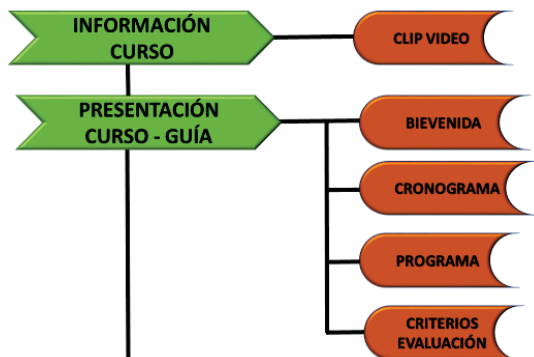 INFORMACIÓN
CURSO
CLIP VIDEO
PRESENTACIÓN
CURSO - GUÍA
BIEVENIDA
CRONOGRAMA
PROGRAMA
CRITERIOS
EVALUACIÓN